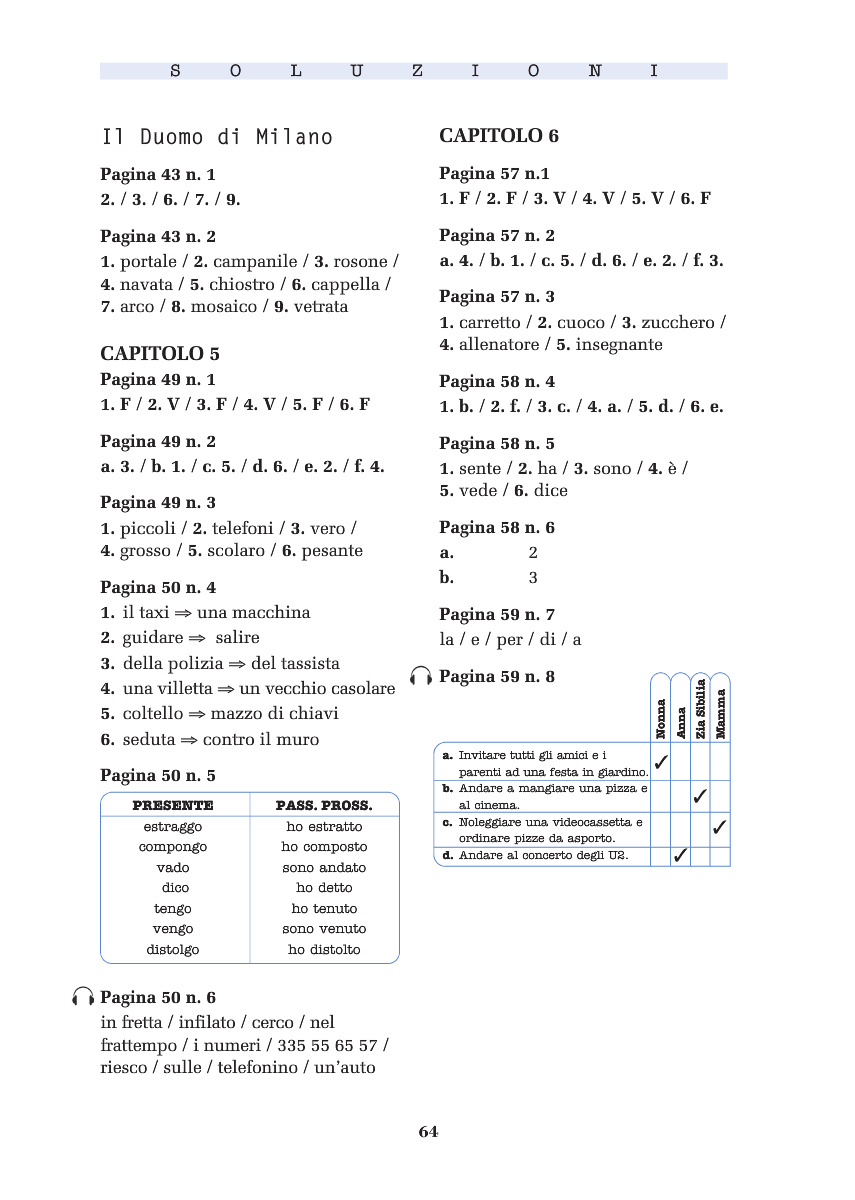 S O L U Z I O N I
Il Duomo di Milano
Pagina 43 n. 1
2. / 3. / 6. / 7. / 9.
Pagina 43 n. 2
1. portale / 2. campanile / 3. rosone /
4. navata / 5. chiostro / 6. cappella /
7. arco / 8. mosaico / 9. vetrata
CAPITOLO 5
Pagina 49 n. 1
1. F / 2. V / 3. F / 4. V / 5. F / 6. F
Pagina 49 n. 2
a. 3. / b. 1. / c. 5. / d. 6. / e. 2. / f. 4.
Pagina 49 n. 3
1. piccoli / 2. telefoni / 3. vero /
4. grosso / 5. scolaro / 6. pesante
Pagina 50 n. 4
1. il taxi ⇒ una macchina
2. guidare ⇒ salire
3. della polizia ⇒ del tassista
4. una villetta ⇒ un vecchio casolare
5. coltello ⇒ mazzo di chiavi
6. seduta ⇒ contro il muro
Pagina 50 n. 5
PRESENTE PASS. PROSS.
estraggo ho estratto
compongo ho composto
vado sono andato
dico ho detto
tengo ho tenuto
vengo sono venuto
distolgo ho distolto
Pagina 50 n. 6
in fretta / infilato / cerco / nel
frattempo / i numeri / 335 55 65 57 /
riesco / sulle / telefonino / un'auto
CAPITOLO 6
Pagina 57 n.1
1. F / 2. F / 3. V / 4. V / 5. V / 6. F
Pagina 57 n. 2
a. 4. / b. 1. / c. 5. / d. 6. / e. 2. / f. 3.
Pagina 57 n. 3
1. carretto / 2. cuoco / 3. zucchero /
4. allenatore / 5. insegnante
Pagina 58 n. 4
1. b. / 2. f. / 3. c. / 4. a. / 5. d. / 6. e.
Pagina 58 n. 5
1. sente / 2. ha / 3. sono / 4. è /
5. vede / 6. dice
Pagina 58 n. 6
a. 2
b. 3
Pagina 59 n. 7
la / e / per / di / a
Pagina 59 n. 8
Nonna
Anna
Zia Sibilia
Mamma
a. Invitare tutti gli amici e i
parenti ad una festa in giardino. ✓
b. Andare a mangiare una pizza e
al cinema. ✓
c. Noleggiare una videocassetta e
ordinare pizze da asporto. ✓
d. Andare al concerto degli U2. ✓
64